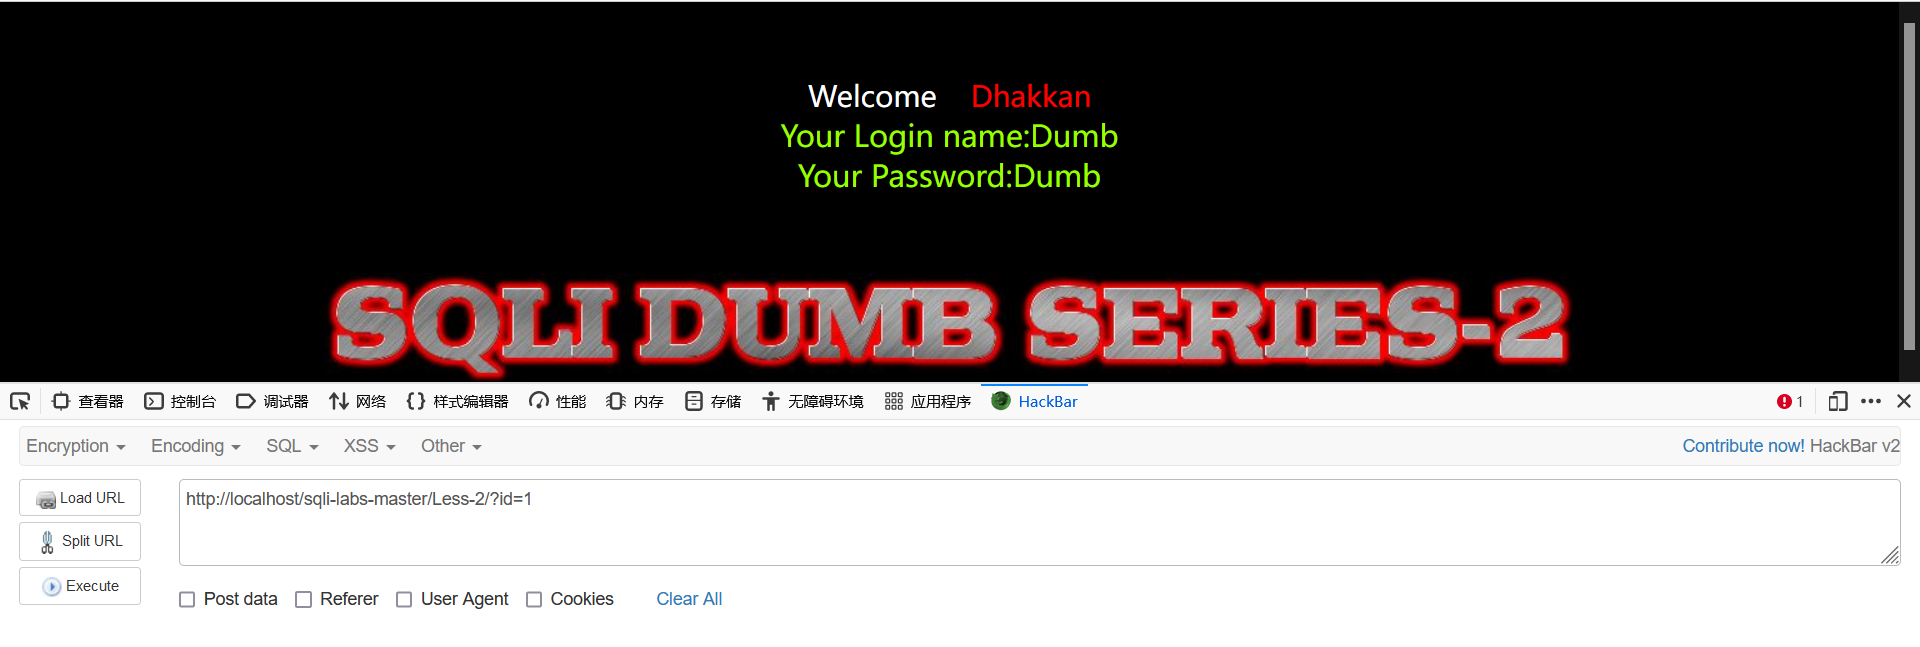 Welcome Dhakkan
Your Login name:Dumb
Your Password:Dumb
SQLI DUMB SERIES-2
查看器 控制台 调试器 网络 样式编辑器 性能 内存 存储 无障碍环境 应用程序 HackBar 1
Encryption Encoding SQL XSS Other Contribute now! HackBar v2
Load URL http://localhost/sqli-labs-master/Less-2/?id=1
Split URL
Execute
Post data Referer User Agent Cookies Clear All